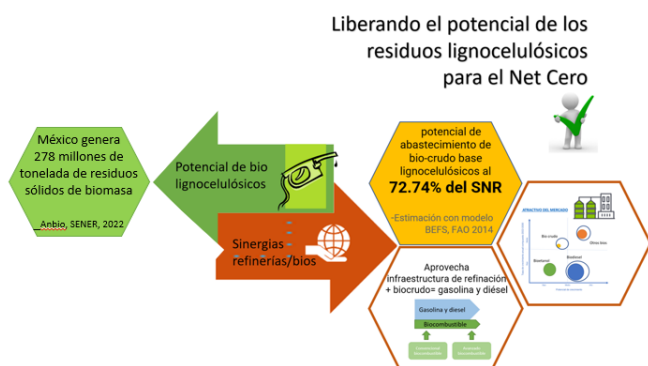 Liberando el potencial de los
residuos lignocelulósicos
para el Net Cero
México genera
278 millones de
tonelada de residuos
sólidos de biomasa
_Anbio, SENER, 2022
Potencial de bio
lignocelulósicos
Sinergias
refinerías/bios
potencial de
abastecimiento de
bio-crudo base
lignocelulósicos al
72.74% del SNR
-Estimación con modelo
BEFS, FAO 2014
ATRACTIVO DEL MERCADO
Bio-crudo
Otros bios
Bioetanol
Biodiesel
Aprovecha
infraestructura de refinación
+ biocrudo= gasolina y diésel
Gasolina y diesel
Biocombustible